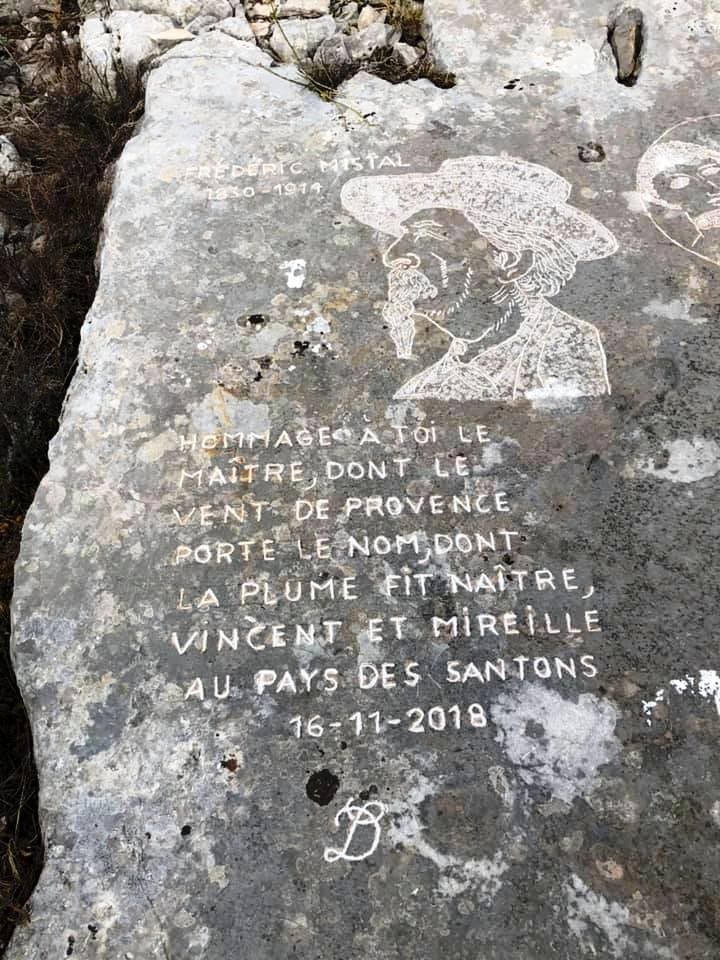 FRÉDÉRIC MISTAL
1830-1914
HOMMAGE À TOI LE
MAÎTRE, DONT LE
VENT DE PROVENCE
PORTE LE NOM, DONT
LA PLUME FIT NAÎTRE,
VINCENT ET MIREILLE
AU PAYS DES SANTONS
16-11-2018
B